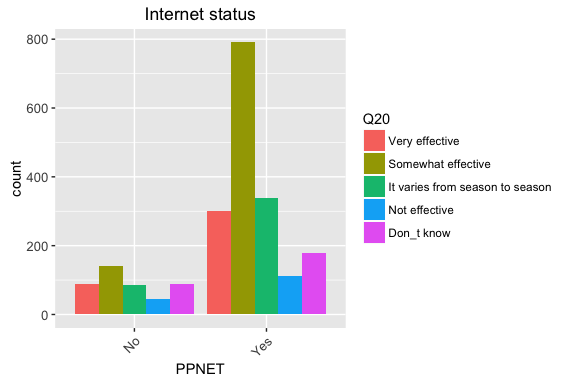 Internet status
800
600
400
200
0
count
No
Yes
PPNET
Q20
Very effective
Somewhat effective
It varies from season to season
Not effective
Don_t know